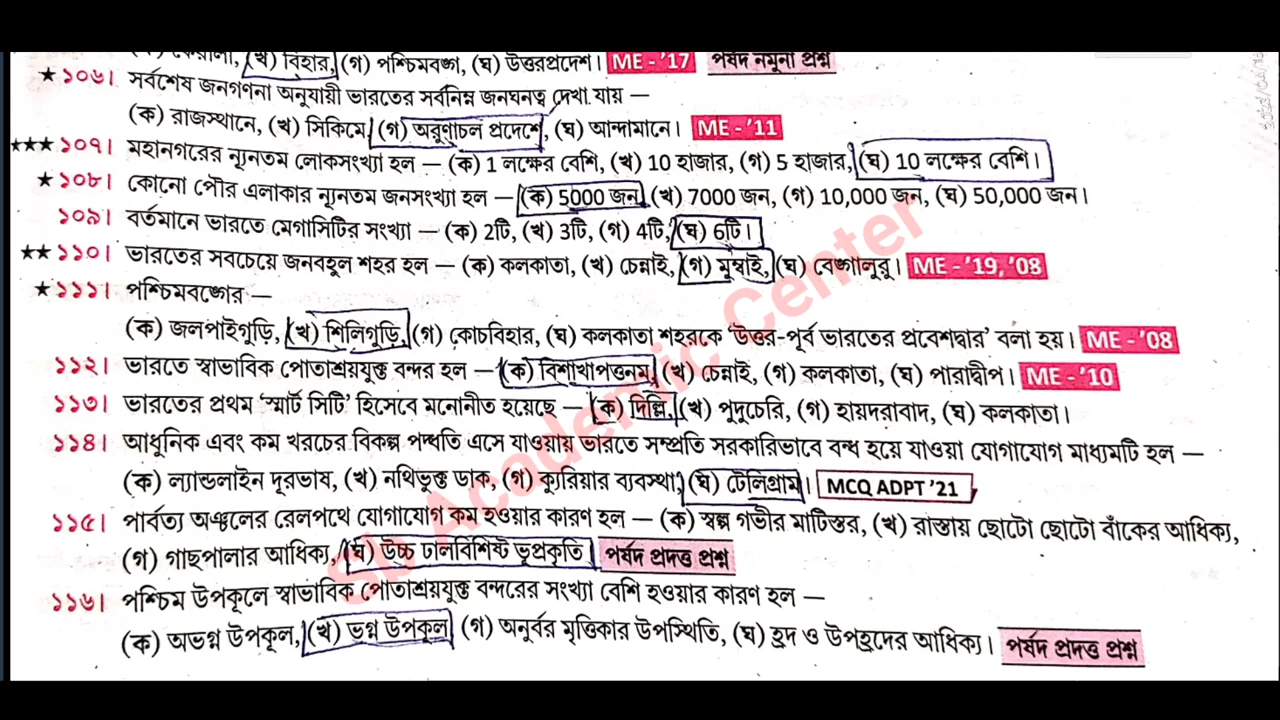 (খ) বিহার, (গ) পশ্চিমবঙ্গ, (ঘ) উত্তরপ্রদেশ। ME - '17 পর্ষদ নমুনা প্রশ্ন
★১০৬। সর্বশেষ জনগণনা অনুযায়ী ভারতের সর্বনিম্ন জনঘনত্ব দেখা যায় —
(ক) রাজস্থানে, (খ) সিকিমে, (গ) অরুণাচল প্রদেশে, (ঘ) আন্দামানে। ME - '11
★★★ ১০৭। মহানগরের ন্যূনতম লোকসংখ্যা হল — (ক) 1 লক্ষের বেশি, (খ) 10 হাজার, (গ) 5 হাজার, (ঘ) 10 লক্ষের বেশি।
★১০৮। কোনো পৌর এলাকার ন্যূনতম জনসংখ্যা হল — (ক) 5000 জন, (খ) 7000 জন, (গ) 10,000 জন, (ঘ) 50,000 জন।
১০৯। বর্তমানে ভারতে মেগাসিটির সংখ্যা — (ক) 2টি, (খ) 3টি, (গ) 4টি, (ঘ) 6টি।
★★ ১১০। ভারতের সবচেয়ে জনবহুল শহর হল — (ক) কলকাতা, (খ) চেন্নাই, (গ) মুম্বাই, (ঘ) বেঙ্গালুরু। ME - '19, '08
★১১১। পশ্চিমবঙ্গের —
(ক) জলপাইগুড়ি, (খ) শিলিগুড়ি, (গ) কোচবিহার, (ঘ) কলকাতা শহরকে 'উত্তর-পূর্ব ভারতের প্রবেশদ্বার' বলা হয়। ME - '08
১১২। ভারতে স্বাভাবিক পোতাশ্রয়যুক্ত বন্দর হল — (ক) বিশাখাপত্তনম, (খ) চেন্নাই, (গ) কলকাতা, (ঘ) পারাদ্বীপ। ME - '10
১১৩। ভারতের প্রথম 'স্মার্ট সিটি' হিসেবে মনোনীত হয়েছে — (ক) দিল্লি, (খ) পুদুচেরি, (গ) হায়দরাবাদ, (ঘ) কলকাতা।
১১৪। আধুনিক এবং কম খরচের বিকল্প পদ্ধতি এসে যাওয়ায় ভারতে সম্প্রতি সরকারিভাবে বন্ধ হয়ে যাওয়া যোগাযোগ মাধ্যমটি হল —
(ক) ল্যান্ডলাইন দূরভাষ, (খ) নথিভুক্ত ডাক, (গ) ক্যুরিয়ার ব্যবস্থা, (ঘ) টেলিগ্রাম। MCQ ADPT '21
১১৫। পার্বত্য অঞ্চলের রেলপথে যোগাযোগ কম হওয়ার কারণ হল — (ক) স্বল্প গভীর মাটিস্তর, (খ) রাস্তায় ছোটো ছোটো বাঁকের আধিক্য,
(গ) গাছপালার আধিক্য, (ঘ) উচ্চ ঢালবিশিষ্ট ভূপ্রকৃতি পর্ষদ প্রদত্ত প্রশ্ন
১১৬। পশ্চিম উপকূলে স্বাভাবিক পোতাশ্রয়যুক্ত বন্দরের সংখ্যা বেশি হওয়ার কারণ হল —
(ক) অভগ্ন উপকূল, (খ) ভগ্ন উপকূল (গ) অনুর্বর মৃত্তিকার উপস্থিতি, (ঘ) হ্রদ ও উপহ্রদের আধিক্য। পর্ষদ প্রদত্ত প্রশ্ন
Sb Academic Center